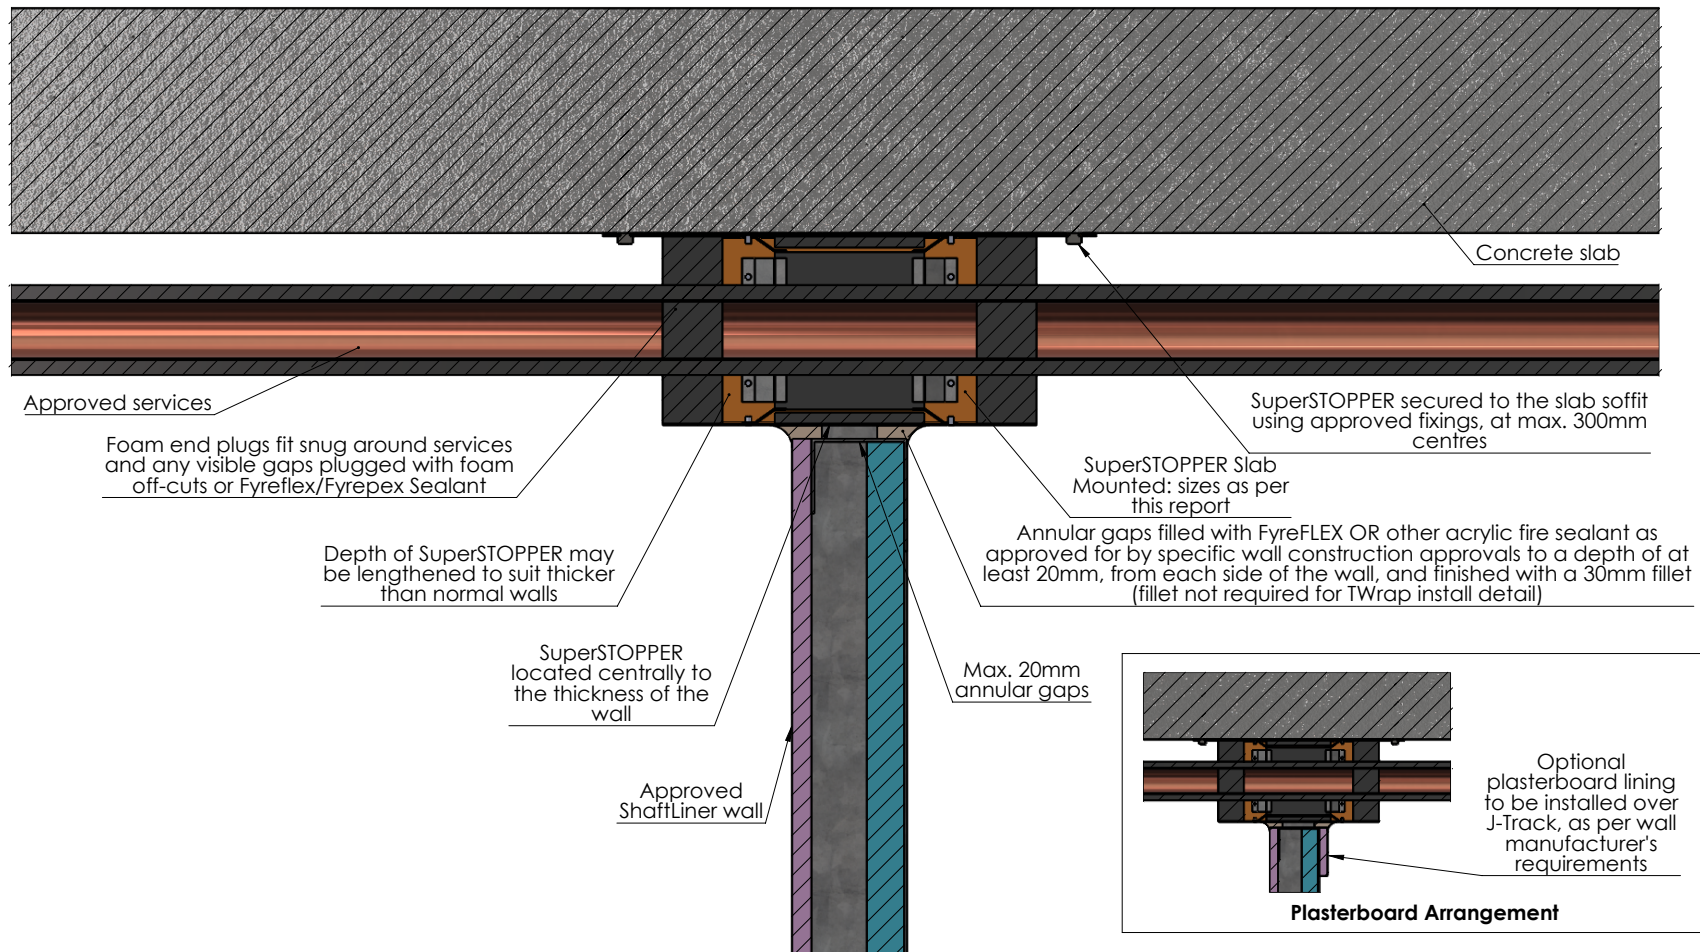 Concrete slab
Approved services
Foam end plugs fit snug around services
and any visible gaps plugged with foam
off-cuts or Fyreflex/Fyrepex Sealant
SuperSTOPPER secured to the slab soffit
using approved fixings, at max. 300mm
centres
SuperSTOPPER Slab
Mounted: sizes as per
this report
Depth of SuperSTOPPER may
be lengthened to suit thicker
than normal walls
Annular gaps filled with FyreFLEX OR other acrylic fire sealant as
approved for by specific wall construction approvals to a depth of at
least 20mm, from each side of the wall, and finished with a 30mm fillet
(fillet not required for TWrap install detail)
SuperSTOPPER
located centrally to
the thickness of the
wall
Max. 20mm
annular gaps
Approved
ShaftLiner wall
Optional
plasterboard lining
to be installed over
J-Track, as per wall
manufacturer's
requirements
Plasterboard Arrangement